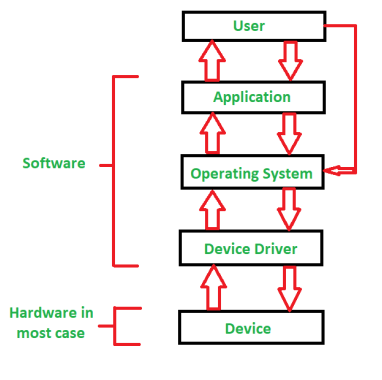 User
Application
Software
Operating System
Device Driver
Hardware in
most case
Device